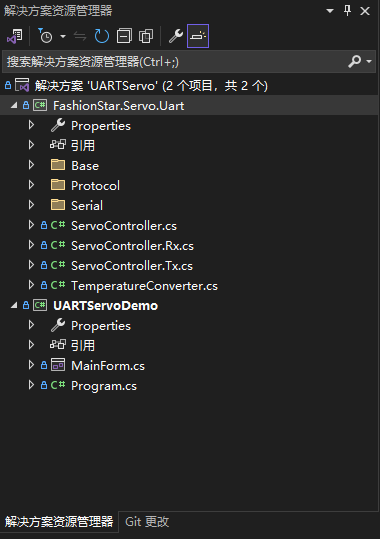 解决方案资源管理器
搜索解决方案资源管理器(Ctrl+;)
解决方案 'UARTServo' (2 个项目，共 2 个)
C# FashionStar.Servo.Uart
Properties
引用
Base
Protocol
Serial
C# ServoController.cs
C# ServoController.Rx.cs
C# ServoController.Tx.cs
C# TemperatureConverter.cs
C# UARTServoDemo
Properties
引用
MainForm.cs
C# Program.cs
解决方案资源管理器 Git 更改